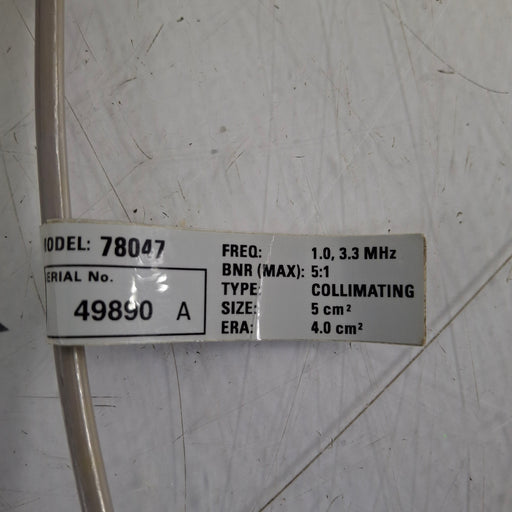 MODEL: 78047
SERIAL No.
49890 A
FREQ: 1.0, 3.3 MHz
BNR (MAX): 5:1
TYPE: COLLIMATING
SIZE: 5 cm²
ERA: 4.0 cm²